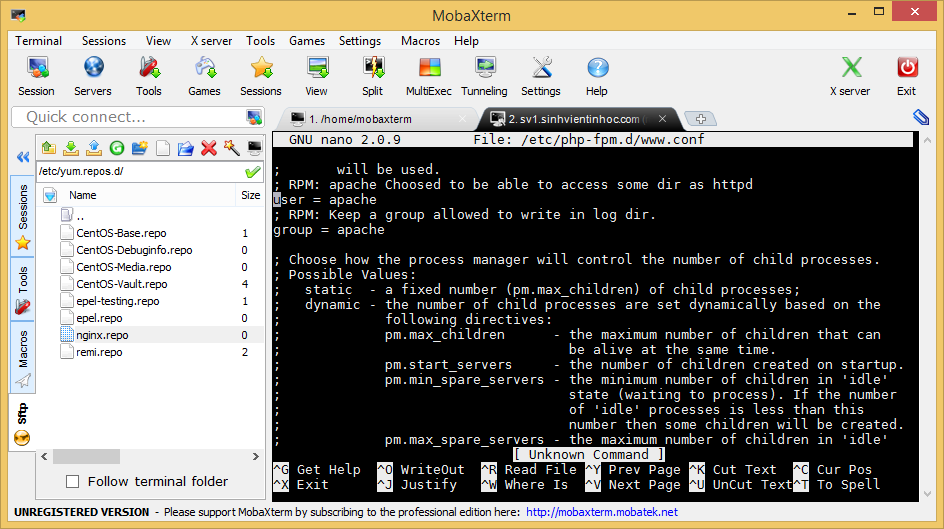 MobaXterm
Terminal Sessions View X server Tools Games Settings Macros Help
Session Servers Tools Games Sessions View Split MultiExec Tunneling Settings Help X server Exit
Quick connect...
1. /home/mobaxterm
2. sv1.sinhvientinhoc.com (
/etc/yum.repos.d/
Name Size
..
CentOS-Base.repo 1
CentOS-Debuginfo.repo 0
CentOS-Media.repo 0
CentOS-Vault.repo 4
epel-testing.repo 1
epel.repo 0
nginx.repo 0
remi.repo 2
Sessions
Tools
Macros
Sftp
Follow terminal folder
GNU nano 2.0.9 File: /etc/php-fpm.d/www.conf
; will be used.
; RPM: apache Choosed to be able to access some dir as httpd
user = apache
; RPM: Keep a group allowed to write in log dir.
group = apache
; Choose how the process manager will control the number of child processes.
; Possible Values:
; static - a fixed number (pm.max_children) of child processes;
; dynamic - the number of child processes are set dynamically based on the
; following directives:
; pm.max_children - the maximum number of children that can
; be alive at the same time.
; pm.start_servers - the number of children created on startup.
; pm.min_spare_servers - the minimum number of children in 'idle'
; state (waiting to process). If the number
; of 'idle' processes is less than this
; number then some children will be created.
; pm.max_spare_servers - the maximum number of children in 'idle'
[ Unknown Command ]
^G Get Help ^O WriteOut ^R Read File ^Y Prev Page ^K Cut Text ^C Cur Pos
^X Exit ^J Justify ^W Where Is ^V Next Page ^U UnCut Text ^T To Spell
UNREGISTERED VERSION - Please support MobaXterm by subscribing to the professional edition here: http://mobaxterm.mobatek.net